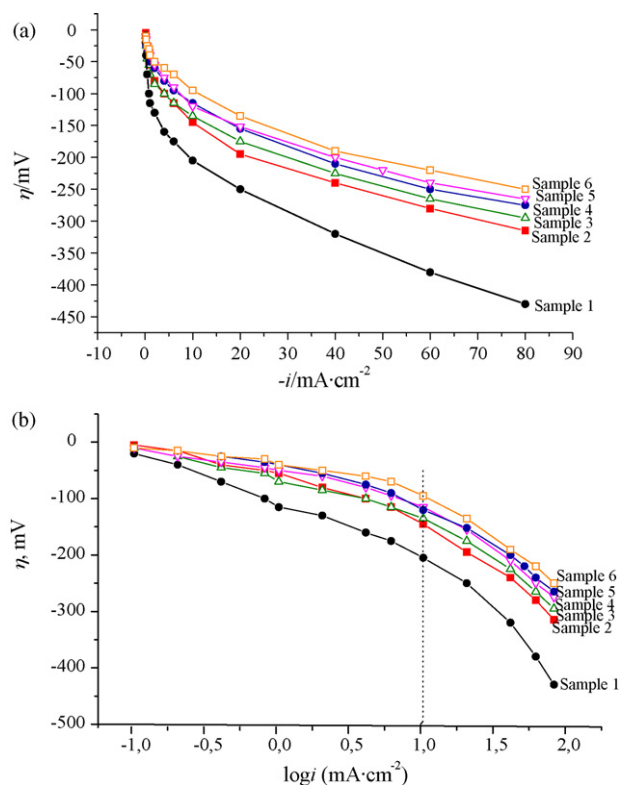 (a)
0
-50
-100
-150
-200
-250
-300
-350
-400
-450
η/mV
Sample 6
Sample 5
Sample 4
Sample 3
Sample 2
Sample 1
-10 0 10 20 30 40 50 60 70 80 90
-i/mA·cm⁻²
(b)
0
-100
-200
-300
-400
-500
η, mV
Sample 6
Sample 5
Sample 4
Sample 3
Sample 2
Sample 1
-1,0 -0,5 0,0 0,5 1,0 1,5 2,0
logi (mA·cm⁻²)